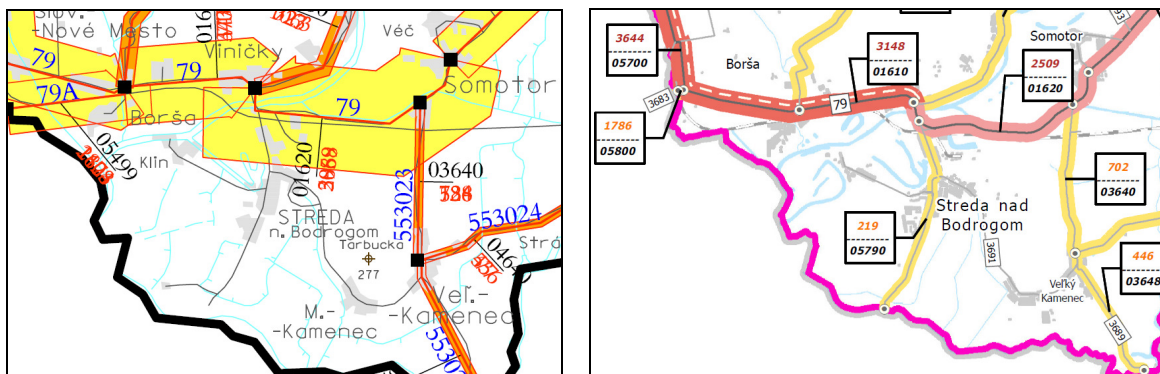 -Nové Mesto
Véč
Viničky
79
79
Somotor
79A
79
Borša
Klin
05499
01620
03640
553023
STREDA
n.Bodrogom
Tarbucka
277
553024
Veľ.-
-Kamenec
M.-
-Kamenec
3644
05700
Borša
3148
01610
Somotor
2509
01620
3683
79
1786
05800
702
03640
Streda nad
Bodrogom
219
05790
3691
446
03648
Veľký
Kamenec
3689